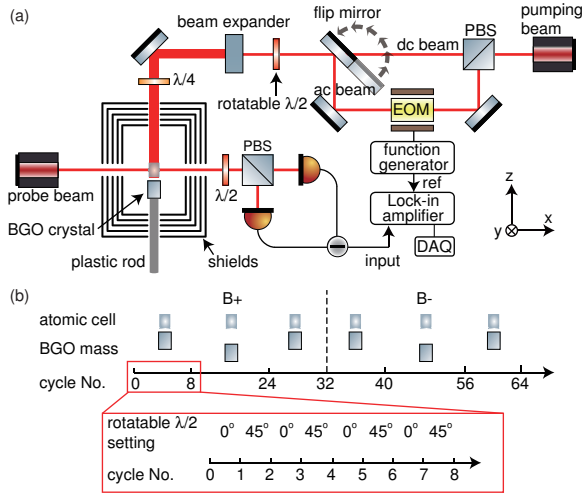 (a)
beam expander
flip mirror
PBS
pumping
beam
dc beam
λ/4
rotatable λ/2
ac beam
EOM
PBS
function
generator
probe beam
λ/2
ref
Lock-in
amplifier
z
BGO crystal
y
x
plastic rod
shields
input
DAQ
(b)
B+
B-
atomic cell
BGO mass
cycle No.
0 8 24 32 40 56 64
rotatable λ/2
setting
0° 45° 0° 45° 0° 45° 0° 45°
cycle No.
0 1 2 3 4 5 6 7 8